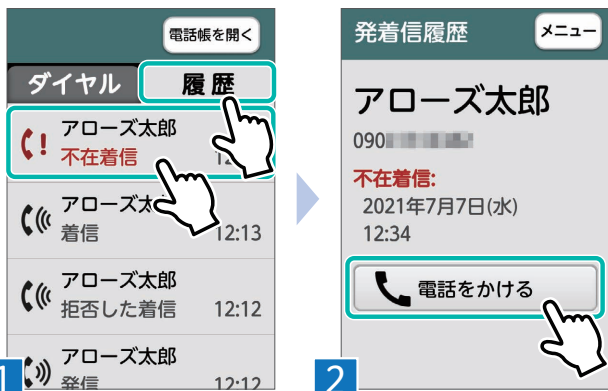 電話帳を開く
ダイヤル
履歴
アローズ太郎
不在着信
アローズ太郎
着信 12:13
アローズ太郎
拒否した着信 12:12
アローズ太郎
発信 12:12
1
発着信履歴
メニュー
アローズ太郎
090
不在着信:
2021年7月7日(水)
12:34
電話をかける
2